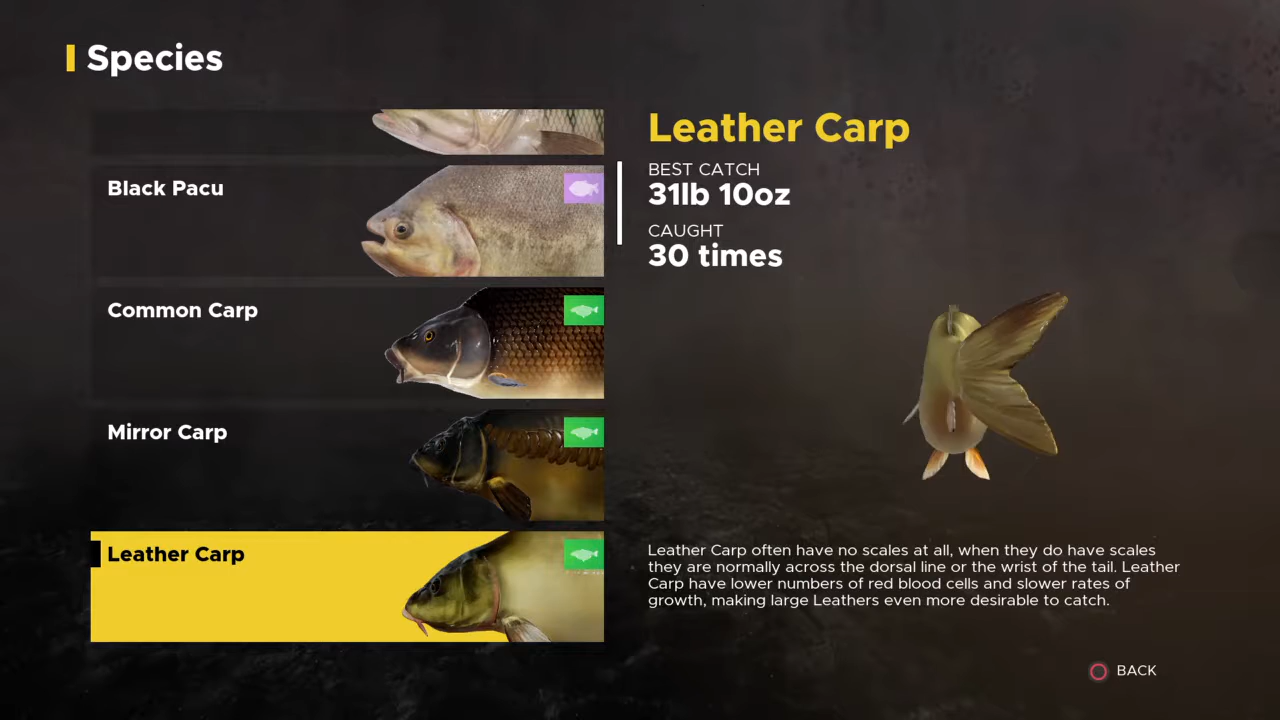 Species
Black Pacu
Common Carp
Mirror Carp
Leather Carp
Leather Carp
BEST CATCH
31lb 10oz
CAUGHT
30 times
Leather Carp often have no scales at all, when they do have scales
they are normally across the dorsal line or the wrist of the tail. Leather
Carp have lower numbers of red blood cells and slower rates of
growth, making large Leathers even more desirable to catch.
BACK